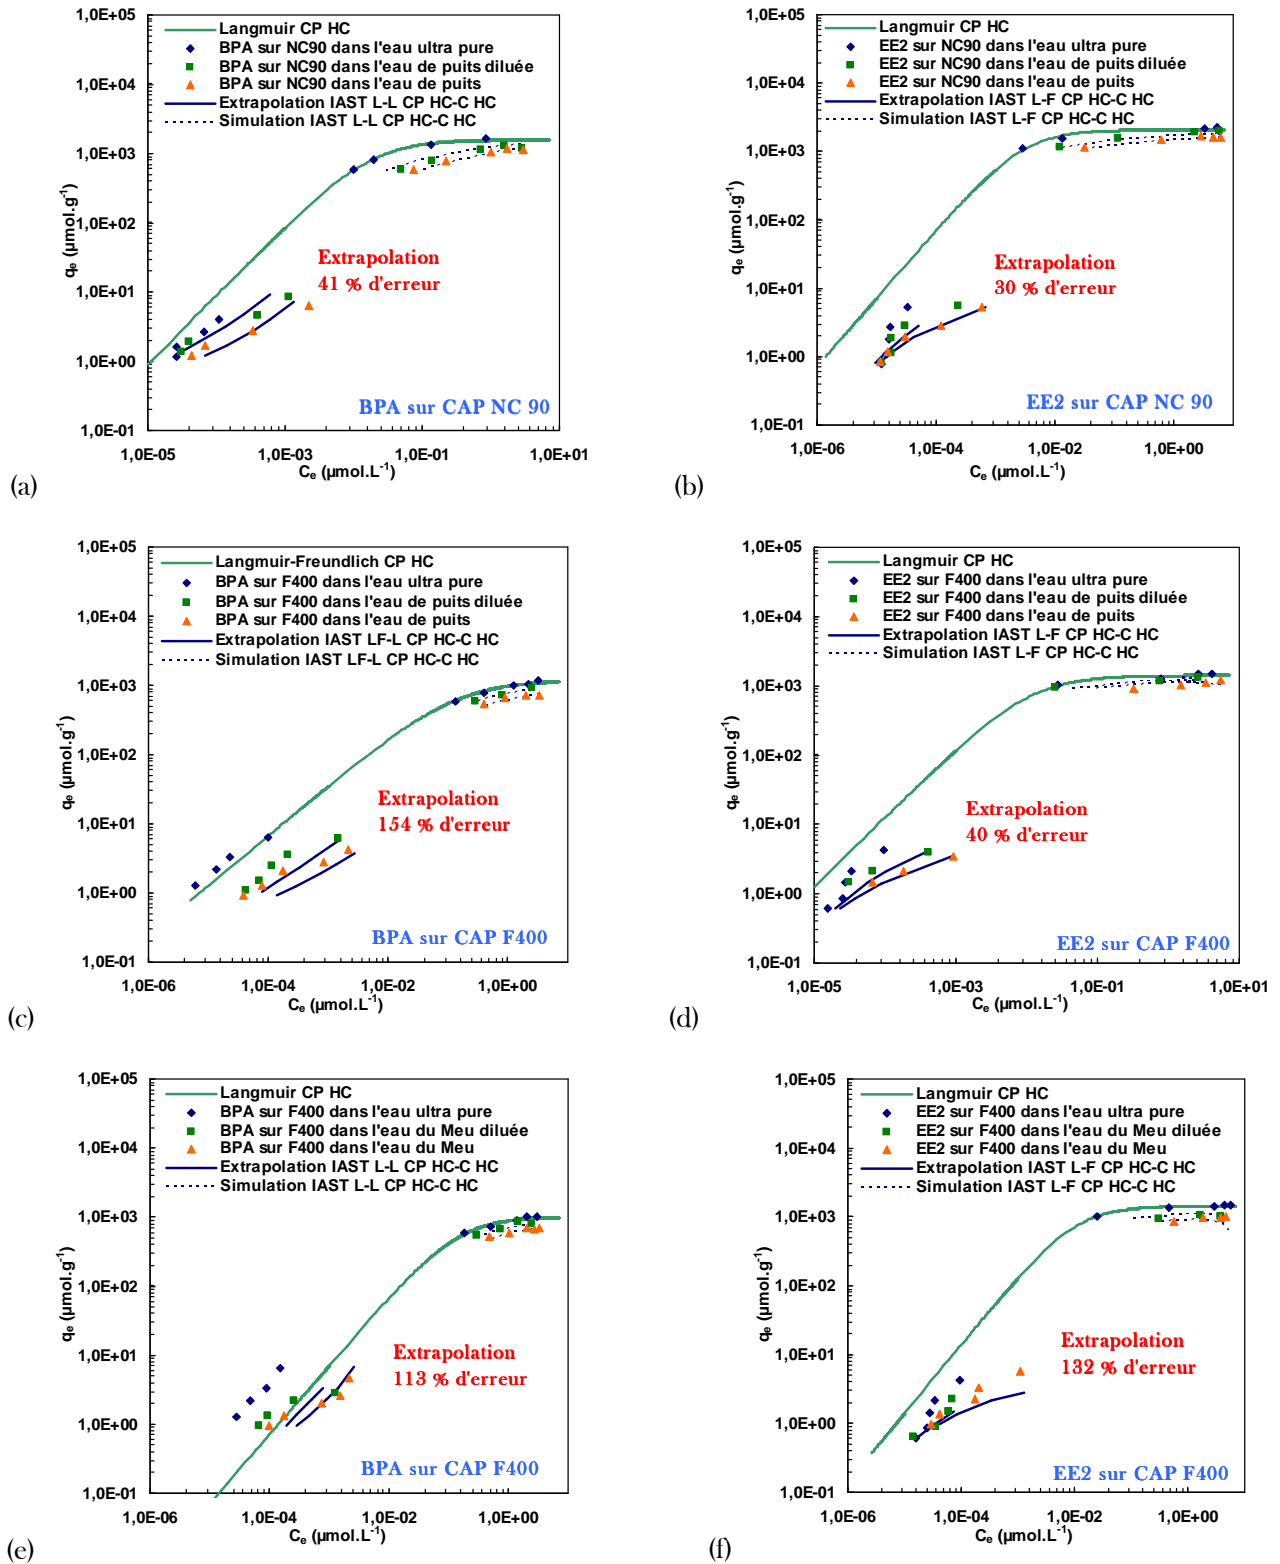 1,0E+05
Langmuir CP HC
BPA sur NC90 dans l'eau ultra pure
BPA sur NC90 dans l'eau de puits diluée
BPA sur NC90 dans l'eau de puits
Extrapolation IAST L-L CP HC-C HC
Simulation IAST L-L CP HC-C HC
1,0E+04
1,0E+03
1,0E+02
1,0E+01
1,0E+00
1,0E-01
qe (µmol.g-1)
Extrapolation
41 % d'erreur
BPA sur CAP NC 90
1,0E-05 1,0E-03 1,0E-01 1,0E+01
Ce (µmol.L-1)
(a)
1,0E+05
Langmuir CP HC
EE2 sur NC90 dans l'eau ultra pure
EE2 sur NC90 dans l'eau de puits diluée
EE2 sur NC90 dans l'eau de puits
Extrapolation IAST L-F CP HC-C HC
Simulation IAST L-F CP HC-C HC
1,0E+04
1,0E+03
1,0E+02
1,0E+01
1,0E+00
1,0E-01
qe (µmol.g-1)
Extrapolation
30 % d'erreur
EE2 sur CAP NC 90
1,0E-06 1,0E-04 1,0E-02 1,0E+00
Ce (µmol.L-1)
(b)
1,0E+05
Langmuir-Freundlich CP HC
BPA sur F400 dans l'eau ultra pure
BPA sur F400 dans l'eau de puits diluée
BPA sur F400 dans l'eau de puits
Extrapolation IAST LF-L CP HC-C HC
Simulation IAST LF-L CP HC-C HC
1,0E+04
1,0E+03
1,0E+02
1,0E+01
1,0E+00
1,0E-01
qe (µmol.g-1)
Extrapolation
154 % d'erreur
BPA sur CAP F400
1,0E-06 1,0E-04 1,0E-02 1,0E+00
Ce (µmol.L-1)
(c)
1,0E+05
Langmuir CP HC
EE2 sur F400 dans l'eau ultra pure
EE2 sur F400 dans l'eau de puits diluée
EE2 sur F400 dans l'eau de puits
Extrapolation IAST L-F CP HC-C HC
Simulation IAST L-F CP HC-C HC
1,0E+04
1,0E+03
1,0E+02
1,0E+01
1,0E+00
1,0E-01
qe (µmol.g-1)
Extrapolation
40 % d'erreur
EE2 sur CAP F400
1,0E-05 1,0E-03 1,0E-01 1,0E+01
Ce (µmol.L-1)
(d)
1,0E+05
Langmuir CP HC
BPA sur F400 dans l'eau ultra pure
BPA sur F400 dans l'eau du Meu diluée
BPA sur F400 dans l'eau du Meu
Extrapolation IAST L-L CP HC-C HC
Simulation IAST L-L CP HC-C HC
1,0E+04
1,0E+03
1,0E+02
1,0E+01
1,0E+00
1,0E-01
qe (µmol.g-1)
Extrapolation
113 % d'erreur
BPA sur CAP F400
1,0E-06 1,0E-04 1,0E-02 1,0E+00
Ce (µmol.L-1)
(e)
1,0E+05
Langmuir CP HC
EE2 sur F400 dans l'eau ultra pure
EE2 sur F400 dans l'eau du Meu diluée
EE2 sur F400 dans l'eau du Meu
Extrapolation IAST L-F CP HC-C HC
Simulation IAST L-F CP HC-C HC
1,0E+04
1,0E+03
1,0E+02
1,0E+01
1,0E+00
1,0E-01
qe (µmol.g-1)
Extrapolation
132 % d'erreur
EE2 sur CAP F400
1,0E-06 1,0E-04 1,0E-02 1,0E+00
Ce (µmol.L-1)
(f)